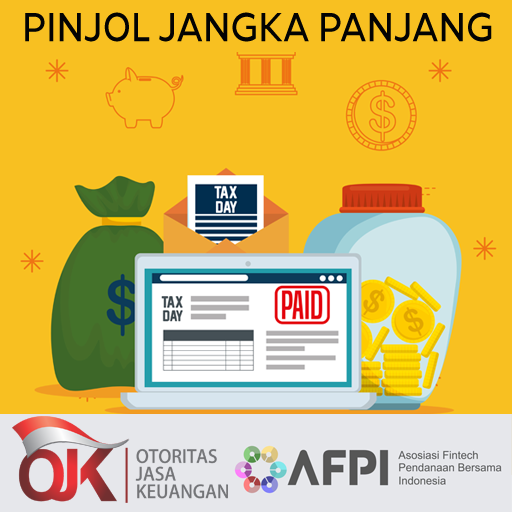 PINJOL JANGKA PANJANG
TAX
DAY
TAX
DAY
PAID
OJK
OTORITAS
JASA
KEUANGAN
AFPI
Asosiasi Fintech
Pendanaan Bersama
Indonesia